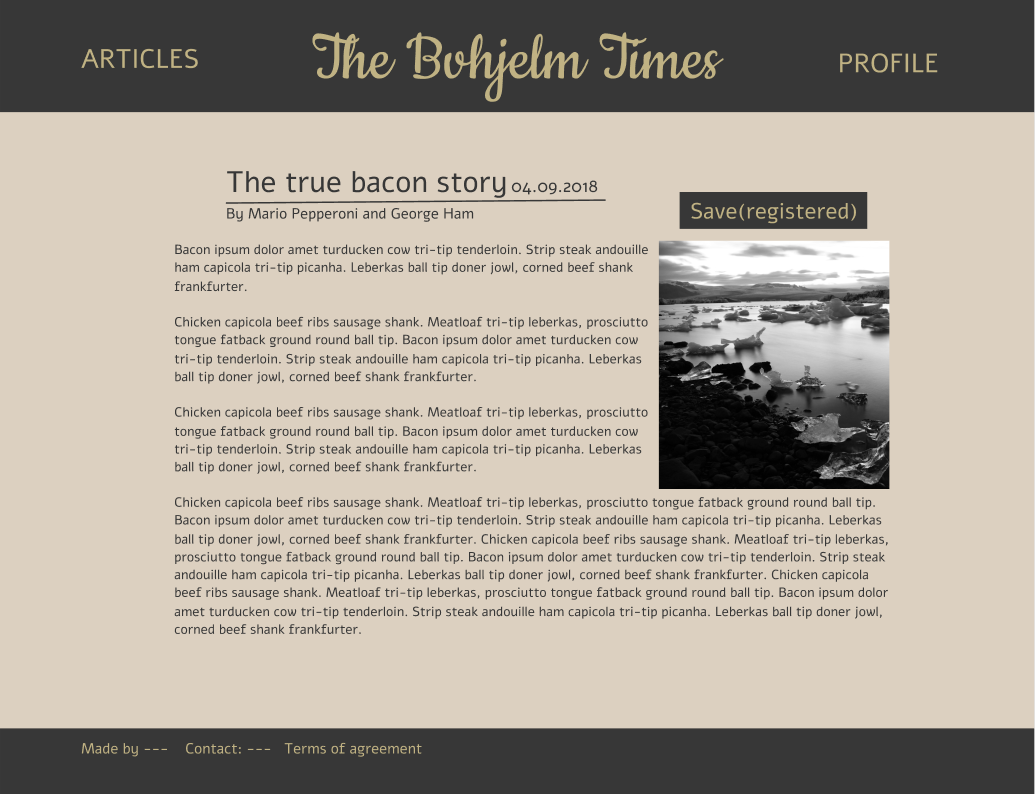 ARTICLES
The Bohjelm Times
PROFILE
The true bacon story 04.09.2018
By Mario Pepperoni and George Ham
Save(registered)
Bacon ipsum dolor amet turducken cow tri-tip tenderloin. Strip steak andouille
ham capicola tri-tip picanha. Leberkas ball tip doner jowl, corned beef shank
frankfurter.
Chicken capicola beef ribs sausage shank. Meatloaf tri-tip leberkas, prosciutto
tongue fatback ground round ball tip. Bacon ipsum dolor amet turducken cow
tri-tip tenderloin. Strip steak andouille ham capicola tri-tip picanha. Leberkas
ball tip doner jowl, corned beef shank frankfurter.
Chicken capicola beef ribs sausage shank. Meatloaf tri-tip leberkas, prosciutto
tongue fatback ground round ball tip. Bacon ipsum dolor amet turducken cow
tri-tip tenderloin. Strip steak andouille ham capicola tri-tip picanha. Leberkas
ball tip doner jowl, corned beef shank frankfurter.
Chicken capicola beef ribs sausage shank. Meatloaf tri-tip leberkas, prosciutto tongue fatback ground round ball tip.
Bacon ipsum dolor amet turducken cow tri-tip tenderloin. Strip steak andouille ham capicola tri-tip picanha. Leberkas
ball tip doner jowl, corned beef shank frankfurter. Chicken capicola beef ribs sausage shank. Meatloaf tri-tip leberkas,
prosciutto tongue fatback ground round ball tip. Bacon ipsum dolor amet turducken cow tri-tip tenderloin. Strip steak
andouille ham capicola tri-tip picanha. Leberkas ball tip doner jowl, corned beef shank frankfurter. Chicken capicola
beef ribs sausage shank. Meatloaf tri-tip leberkas, prosciutto tongue fatback ground round ball tip. Bacon ipsum dolor
amet turducken cow tri-tip tenderloin. Strip steak andouille ham capicola tri-tip picanha. Leberkas ball tip doner jowl,
corned beef shank frankfurter.
Made by --- Contact: --- Terms of agreement